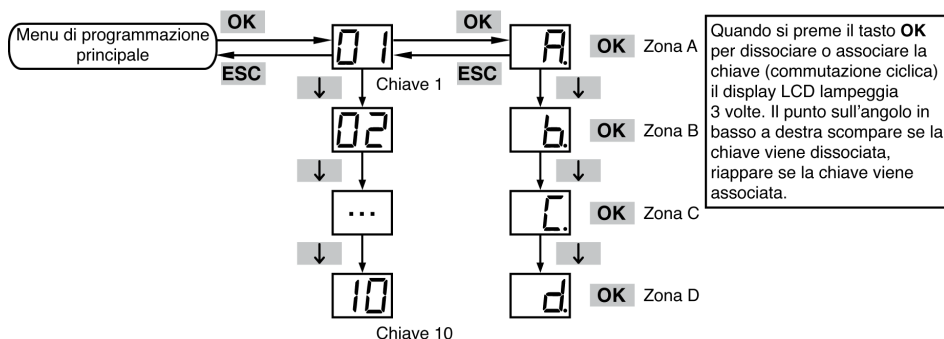 Menu di programmazione
principale
OK
ESC
01
Chiave 1
OK
ESC
A.
OK Zona A
↓
↓
02
b.
OK Zona B
↓
↓
...
C.
OK Zona C
↓
↓
10
Chiave 10
d.
OK Zona D
Quando si preme il tasto OK
per dissociare o associare la
chiave (commutazione ciclica)
il display LCD lampeggia
3 volte. Il punto sull'angolo in
basso a destra scompare se la
chiave viene dissociata,
riappare se la chiave viene
associata.